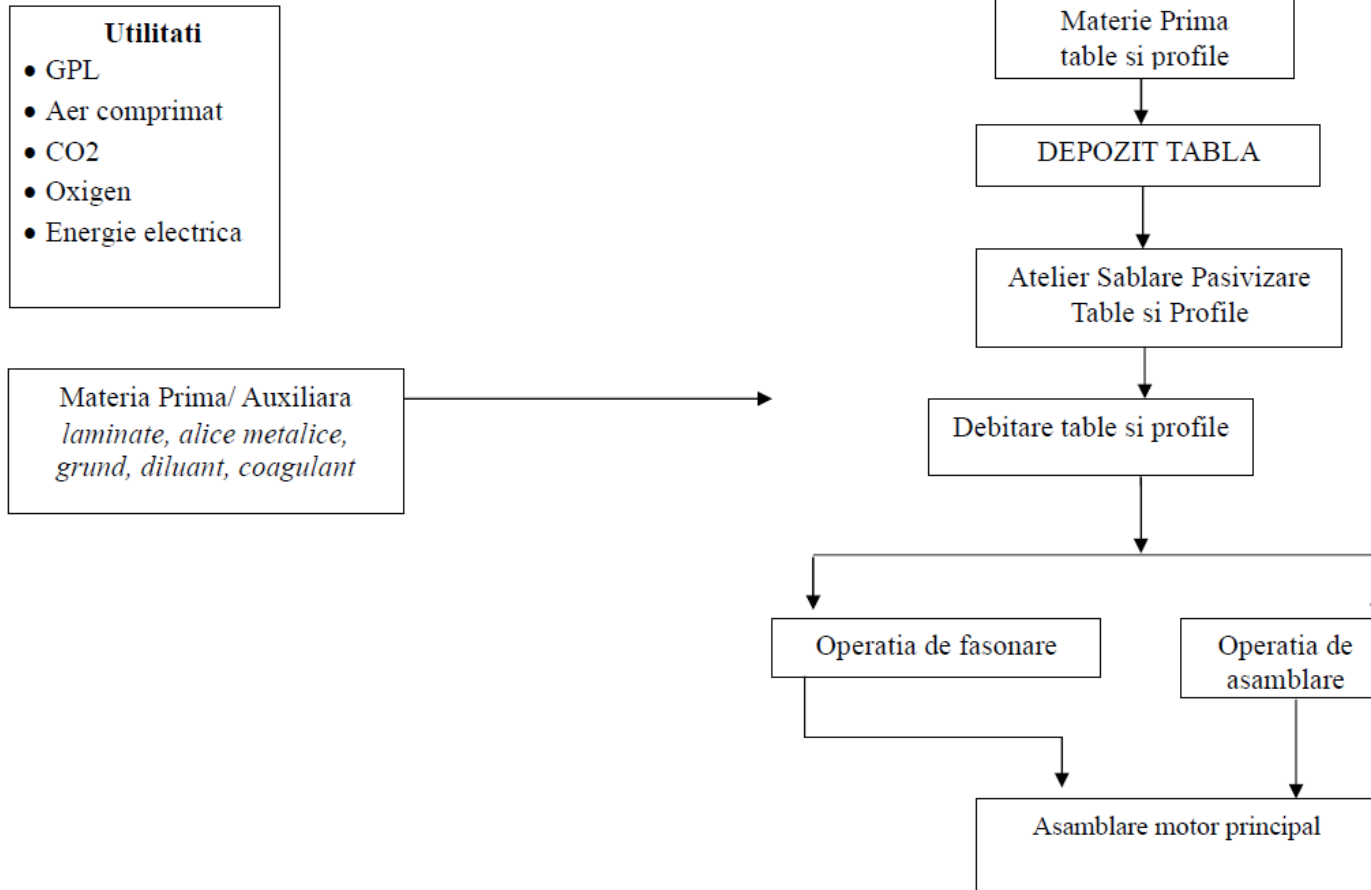 Utilitati
• GPL
• Aer comprimat
• CO2
• Oxigen
• Energie electrica
Materia Prima/ Auxiliara
laminate, alice metalice,
grund, diluant, coagulant
Materie Prima
table si profile
DEPOZIT TABLA
Atelier Sablare Pasivizare
Table si Profile
Debitare table si profile
Operatia de fasonare
Operatia de
asamblare
Asamblare motor principal